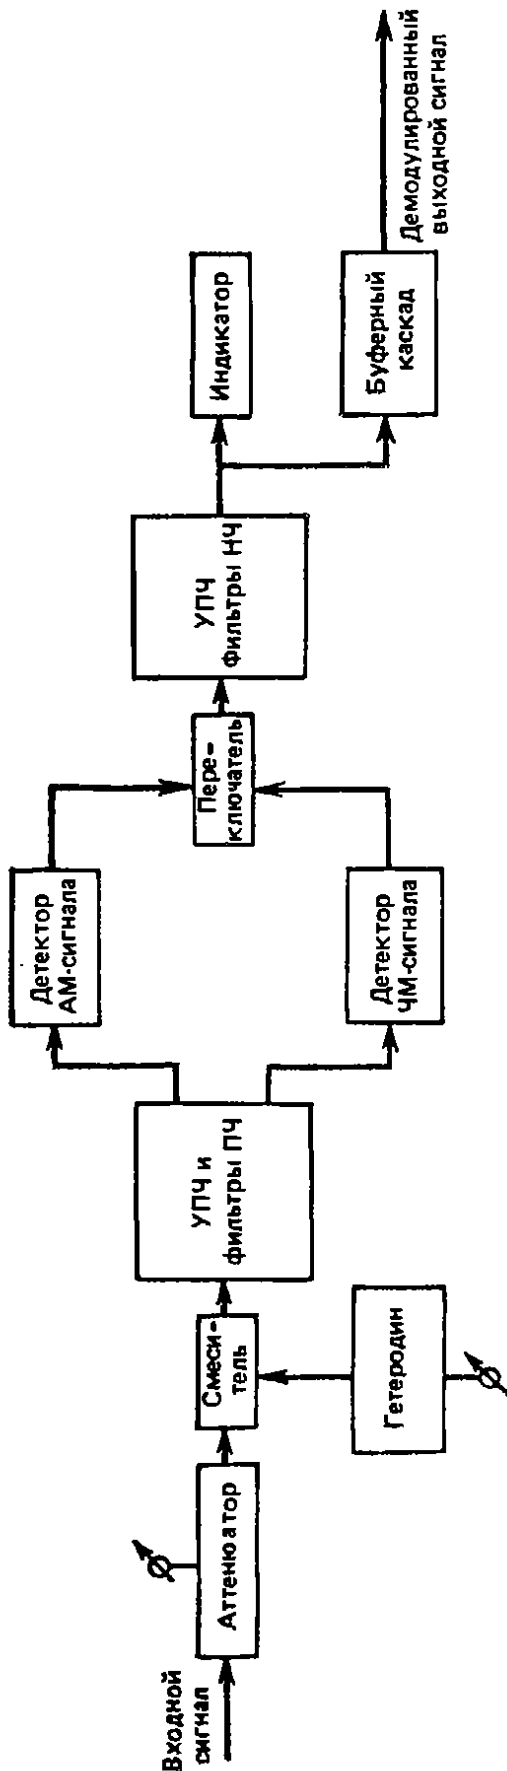 Входной
сигнал
Аттенюатор
Смеси-
тель
Гетеродин
УПЧ и
фильтры ПЧ
Детектор
АМ-сигнала
Детектор
ЧМ-сигнала
Пере-
ключатель
УПЧ
фильтры НЧ
Индикатор
Буферный
каскад
Демодулированный
выходной сигнал